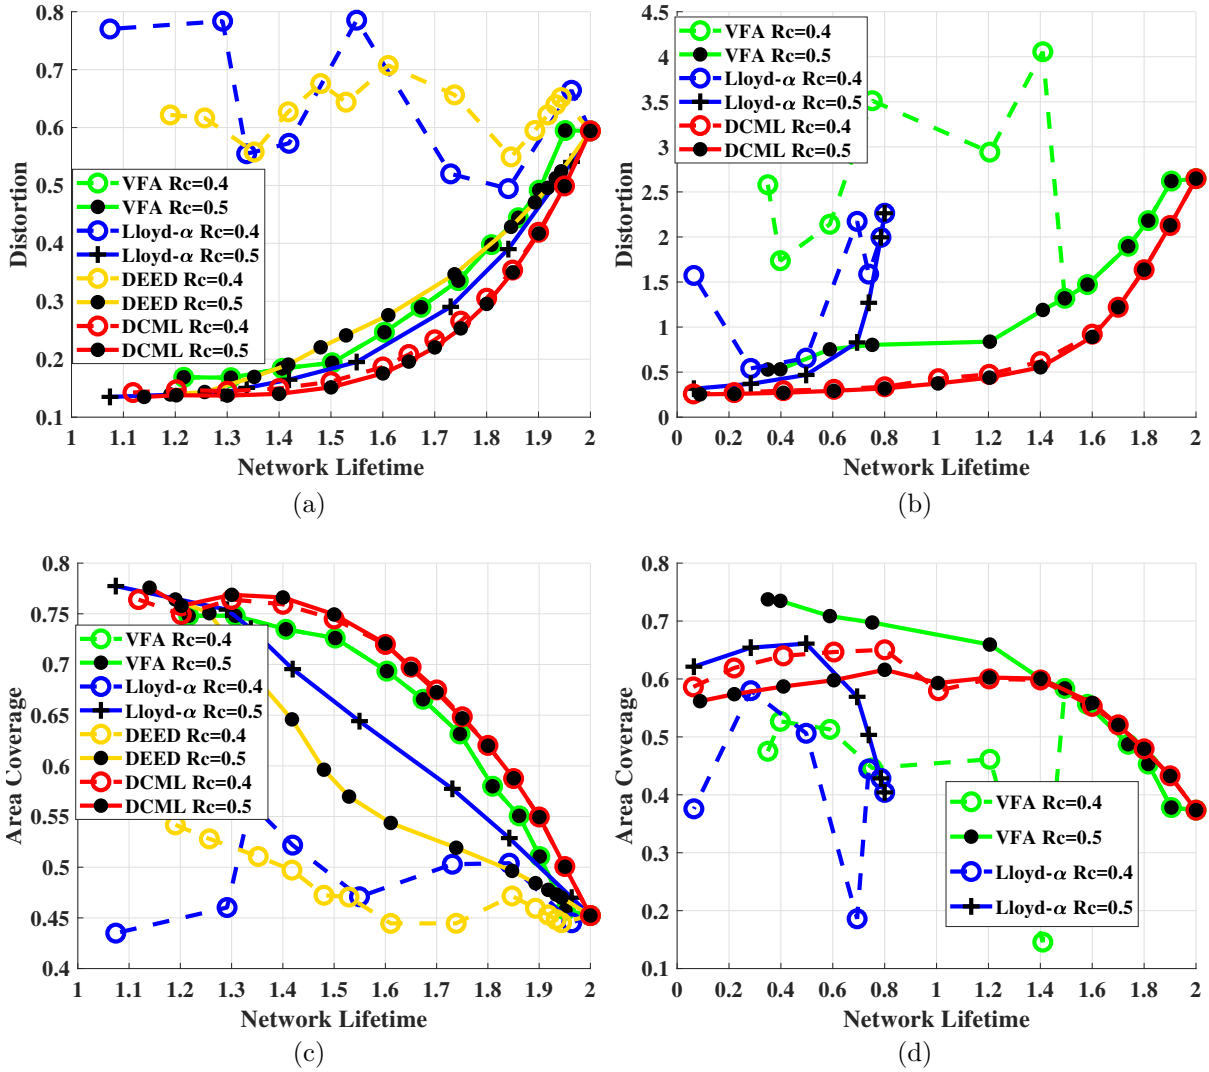 0.8
0.7
0.6
0.5
0.4
0.3
0.2
0.1
Distortion
VFA Rc=0.4
VFA Rc=0.5
Lloyd-α Rc=0.4
Lloyd-α Rc=0.5
DEED Rc=0.4
DEED Rc=0.5
DCML Rc=0.4
DCML Rc=0.5
1 1.1 1.2 1.3 1.4 1.5 1.6 1.7 1.8 1.9 2
Network Lifetime
(a)
4.5
4
3.5
3
2.5
2
1.5
1
0.5
0
Distortion
VFA Rc=0.4
VFA Rc=0.5
Lloyd-α Rc=0.4
Lloyd-α Rc=0.5
DCML Rc=0.4
DCML Rc=0.5
0 0.2 0.4 0.6 0.8 1 1.2 1.4 1.6 1.8 2
Network Lifetime
(b)
0.8
0.75
0.7
0.65
0.6
0.55
0.5
0.45
0.4
Area Coverage
VFA Rc=0.4
VFA Rc=0.5
Lloyd-α Rc=0.4
Lloyd-α Rc=0.5
DEED Rc=0.4
DEED Rc=0.5
DCML Rc=0.4
DCML Rc=0.5
1 1.1 1.2 1.3 1.4 1.5 1.6 1.7 1.8 1.9 2
Network Lifetime
(c)
0.8
0.7
0.6
0.5
0.4
0.3
0.2
0.1
Area Coverage
VFA Rc=0.4
VFA Rc=0.5
Lloyd-α Rc=0.4
Lloyd-α Rc=0.5
0 0.2 0.4 0.6 0.8 1 1.2 1.4 1.6 1.8 2
Network Lifetime
(d)